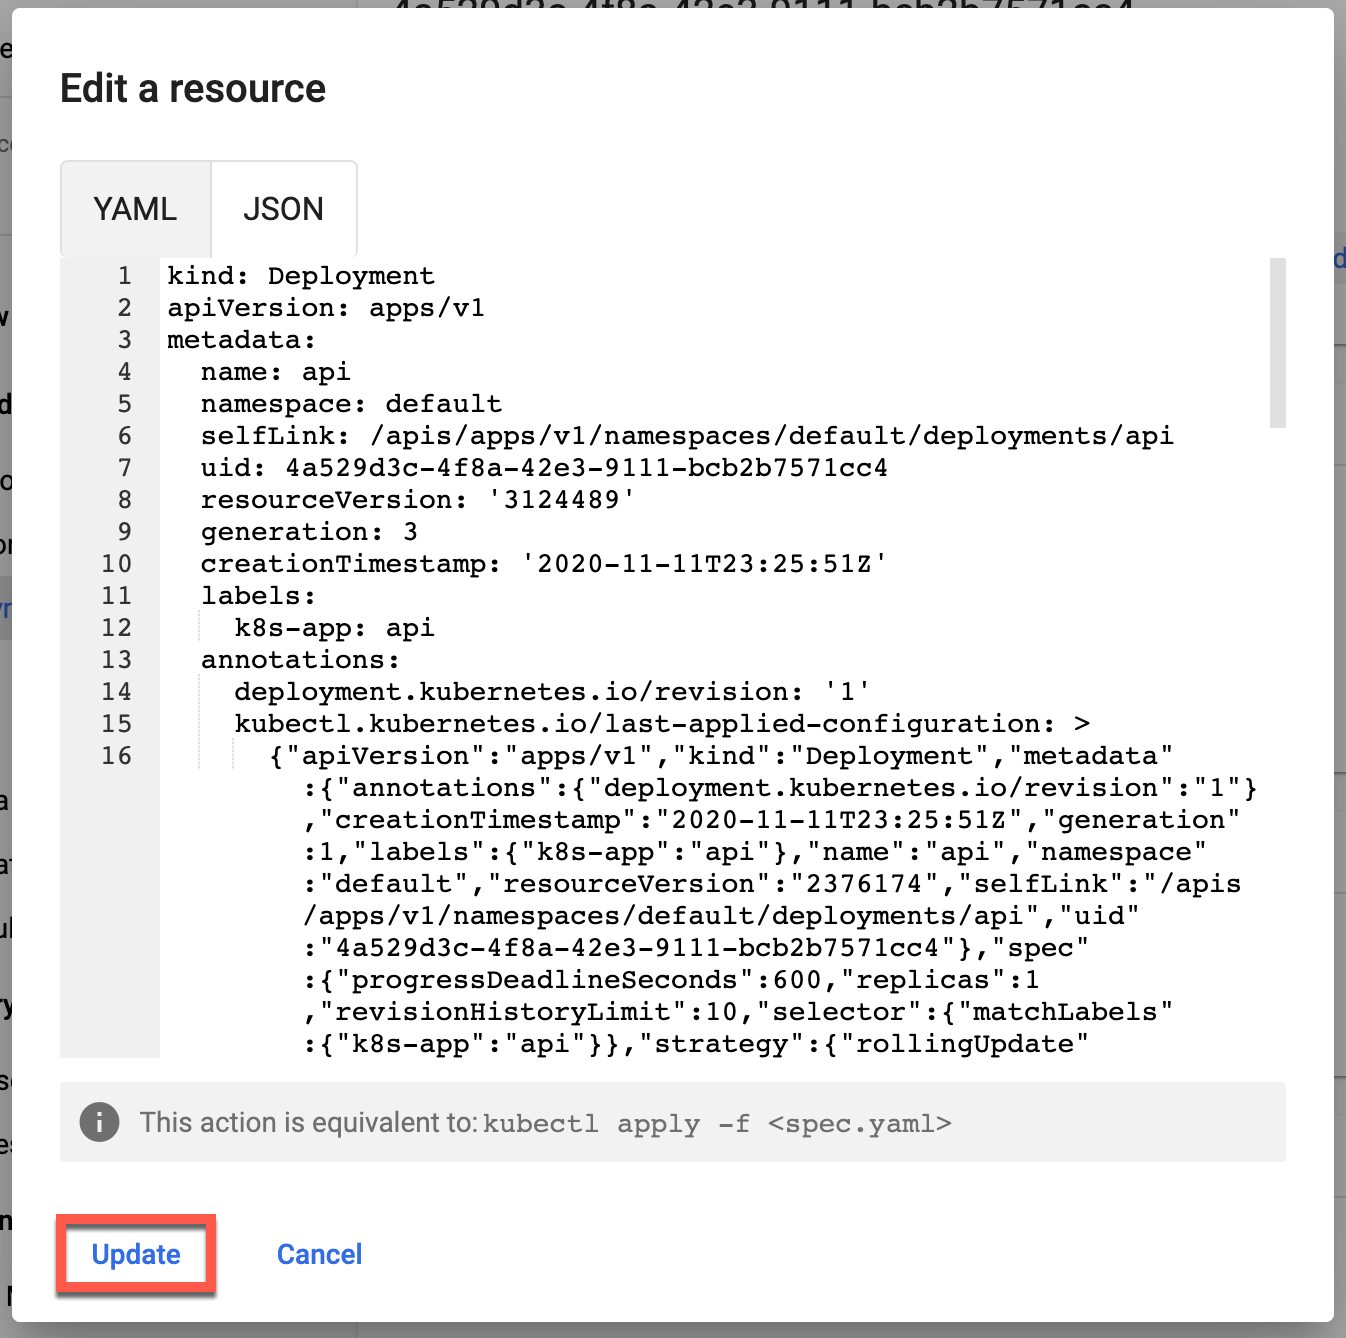 4a529d3c-4f8a-42e3-9111-bcb2b7571cc4
Edit a resource
YAML JSON
1 kind: Deployment
2 apiVersion: apps/v1
3 metadata:
4 name: api
5 namespace: default
6 selfLink: /apis/apps/v1/namespaces/default/deployments/api
7 uid: 4a529d3c-4f8a-42e3-9111-bcb2b7571cc4
8 resourceVersion: '3124489'
9 generation: 3
10 creationTimestamp: '2020-11-11T23:25:51Z'
11 labels:
12 k8s-app: api
13 annotations:
14 deployment.kubernetes.io/revision: '1'
15 kubectl.kubernetes.io/last-applied-configuration: >
16 {"apiVersion":"apps/v1","kind":"Deployment","metadata"
:{"annotations":{"deployment.kubernetes.io/revision":"1"}
,"creationTimestamp":"2020-11-11T23:25:51Z","generation"
:1,"labels":{"k8s-app":"api"},"name":"api","namespace"
:"default","resourceVersion":"2376174","selfLink":"/apis
/apps/v1/namespaces/default/deployments/api","uid"
:"4a529d3c-4f8a-42e3-9111-bcb2b7571cc4"},"spec"
:{"progressDeadlineSeconds":600,"replicas":1
,"revisionHistoryLimit":10,"selector":{"matchLabels"
:{"k8s-app":"api"}},"strategy":{"rollingUpdate"
This action is equivalent to: kubectl apply -f <spec.yaml>
Update Cancel